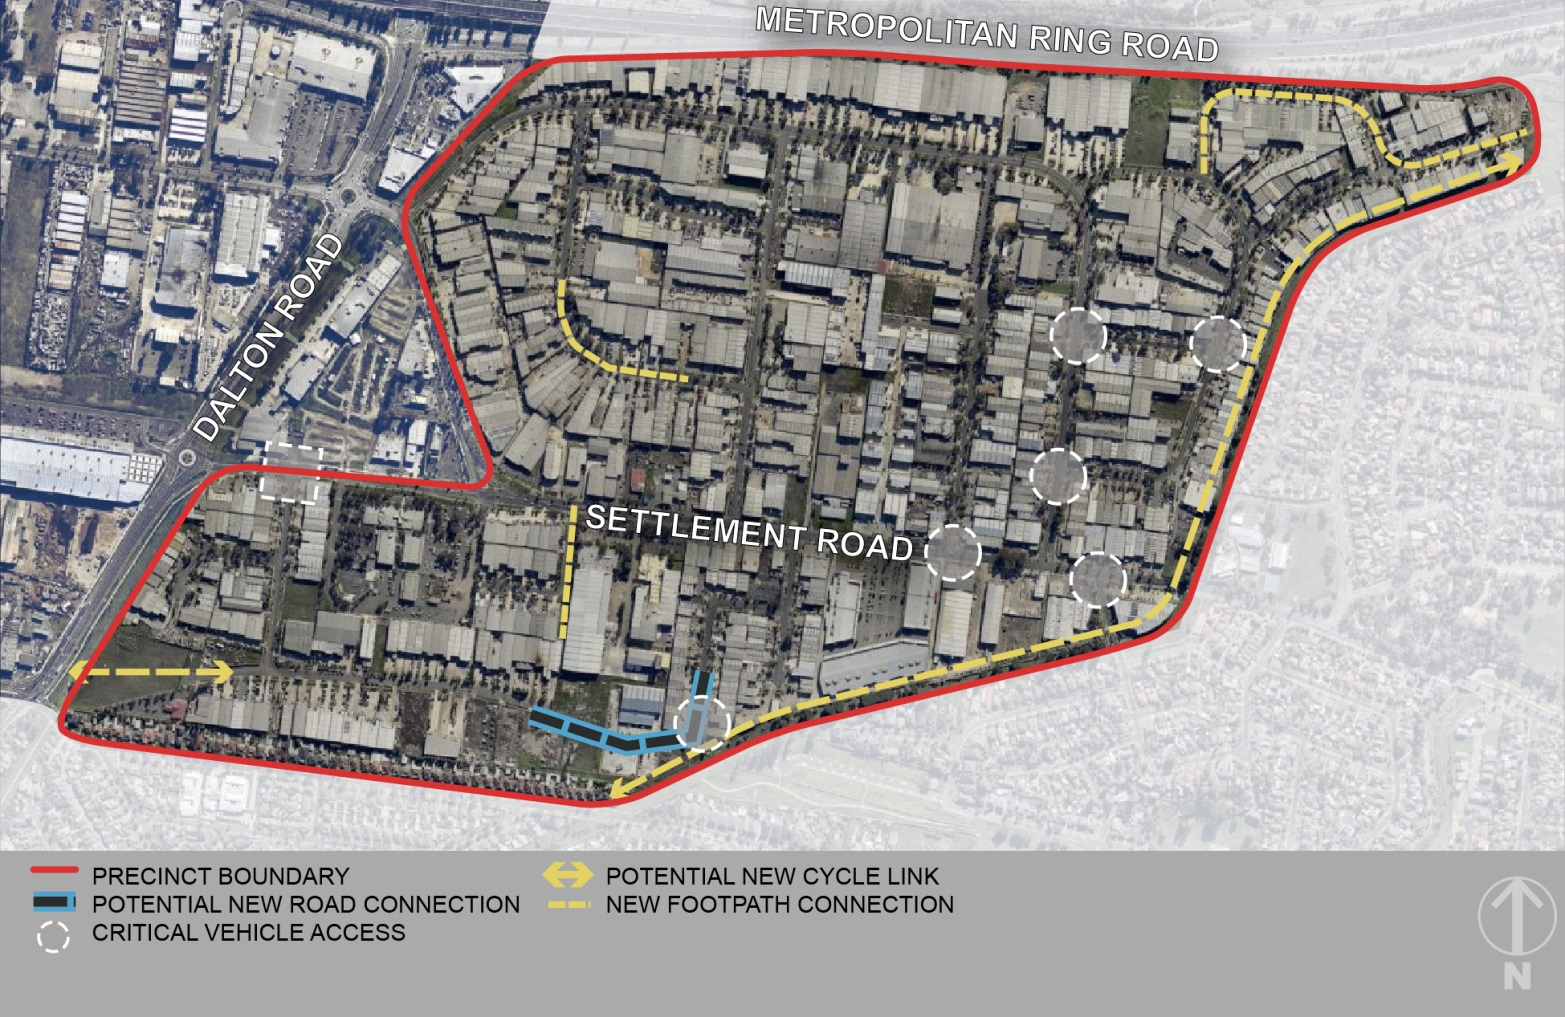 METROPOLITAN RING ROAD
DALTON ROAD
SETTLEMENT ROAD
PRECINCT BOUNDARY
POTENTIAL NEW ROAD CONNECTION
CRITICAL VEHICLE ACCESS
POTENTIAL NEW CYCLE LINK
NEW FOOTPATH CONNECTION
N